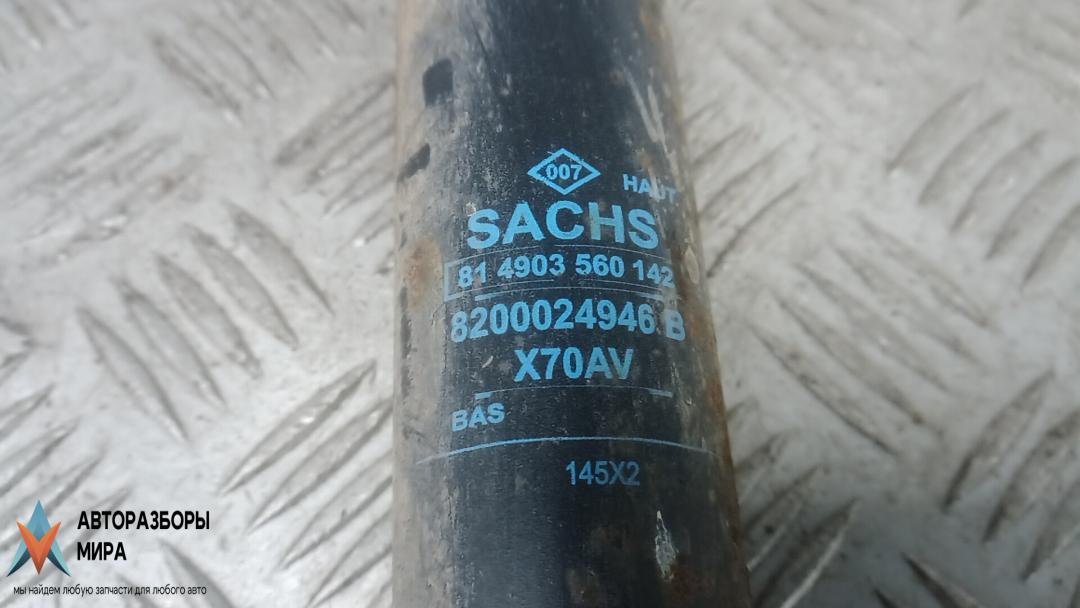 007
HAUT
SACHS
81 4903 560 142
8200024946 B
X70AV
BAS
145X2
АВТОРАЗБОРЫ
МИРА
мы найдем любую запчасти для любого авто